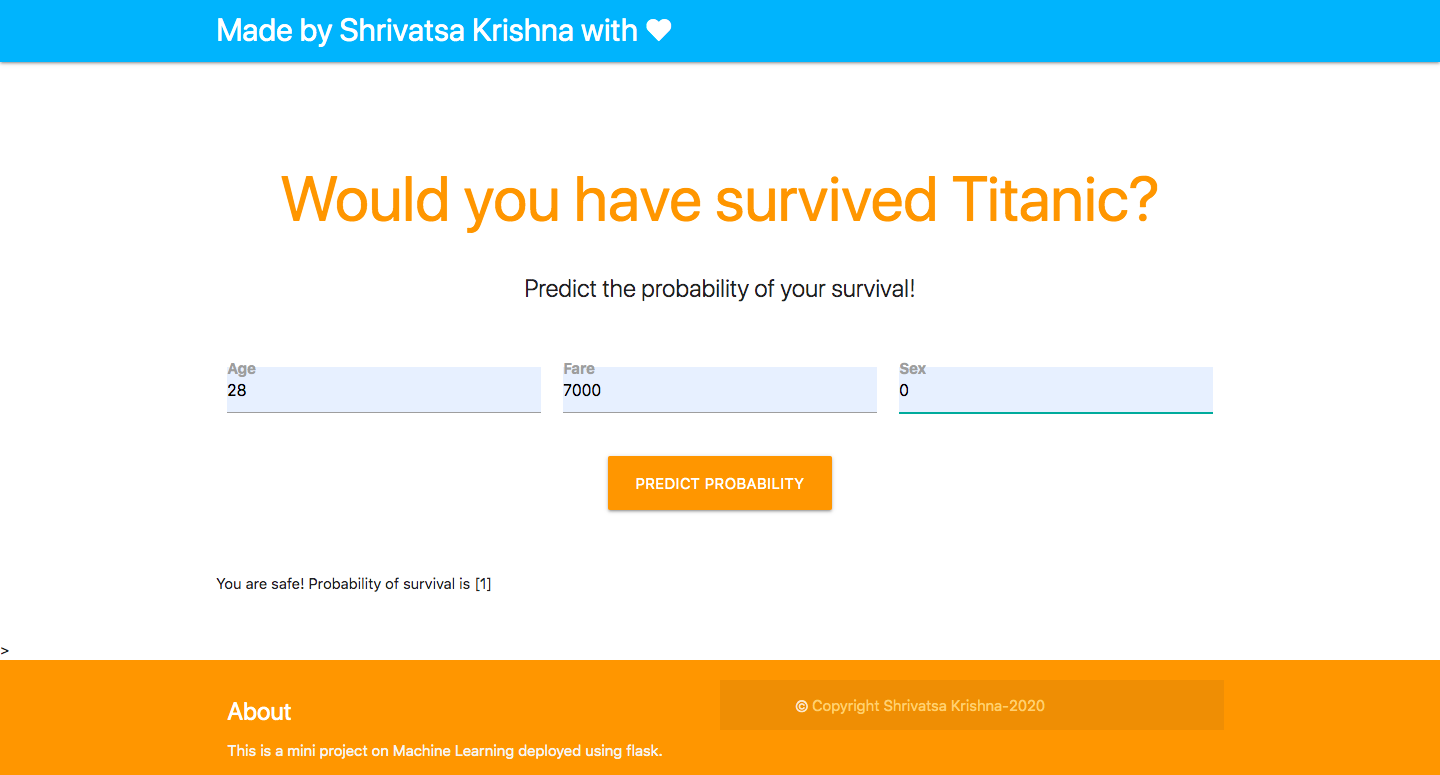 Made by Shrivatsa Krishna with ♥
Would you have survived Titanic?
Predict the probability of your survival!
Age
28
Fare
7000
Sex
0
PREDICT PROBABILITY
You are safe! Probability of survival is [1]
>
About
This is a mini project on Machine Learning deployed using flask.
© Copyright Shrivatsa Krishna-2020